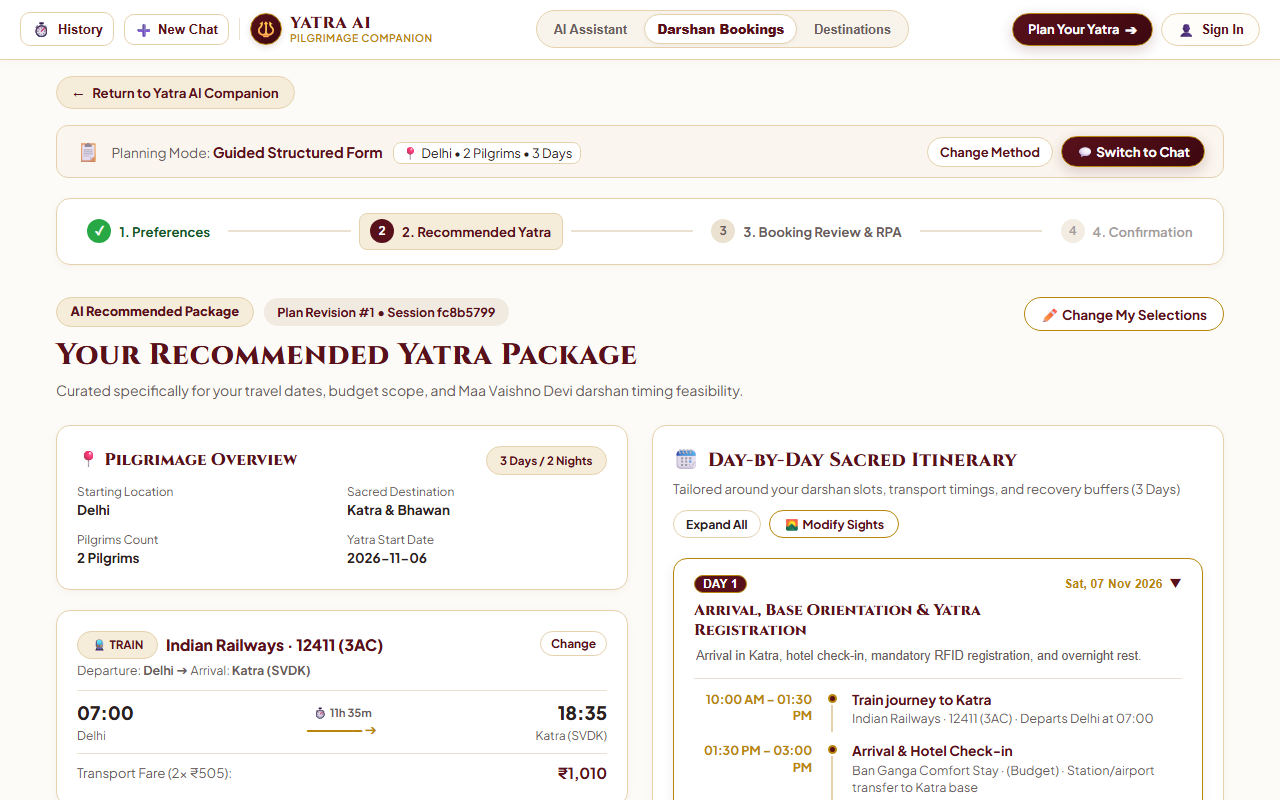 History
New Chat
YATRA AI
PILGRIMAGE COMPANION
AI Assistant
Darshan Bookings
Destinations
Plan Your Yatra ➔
Sign In
← Return to Yatra AI Companion
Planning Mode: Guided Structured Form
📍 Delhi • 2 Pilgrims • 3 Days
Change Method
💬 Switch to Chat
✓ 1. Preferences
2 2. Recommended Yatra
3 3. Booking Review & RPA
4 4. Confirmation
AI Recommended Package
Plan Revision #1 • Session fc8b5799
Change My Selections
Your Recommended Yatra Package
Curated specifically for your travel dates, budget scope, and Maa Vaishno Devi darshan timing feasibility.
📍 Pilgrimage Overview
3 Days / 2 Nights
Starting Location
Delhi
Sacred Destination
Katra & Bhawan
Pilgrims Count
2 Pilgrims
Yatra Start Date
2026-11-06
TRAIN
Indian Railways · 12411 (3AC)
Change
Departure: Delhi ➔ Arrival: Katra (SVDK)
07:00
Delhi
⏱ 11h 35m
18:35
Katra (SVDK)
Transport Fare (2× ₹505):
₹1,010
Day-by-Day Sacred Itinerary
Tailored around your darshan slots, transport timings, and recovery buffers (3 Days)
Expand All
Modify Sights
DAY 1
Sat, 07 Nov 2026 ▼
Arrival, Base Orientation & Yatra
Registration
Arrival in Katra, hotel check-in, mandatory RFID registration, and overnight rest.
10:00 AM – 01:30
PM
Train journey to Katra
Indian Railways · 12411 (3AC) · Departs Delhi at 07:00
01:30 PM – 03:00
PM
Arrival & Hotel Check-in
Ban Ganga Comfort Stay · (Budget) · Station/airport
transfer to Katra base